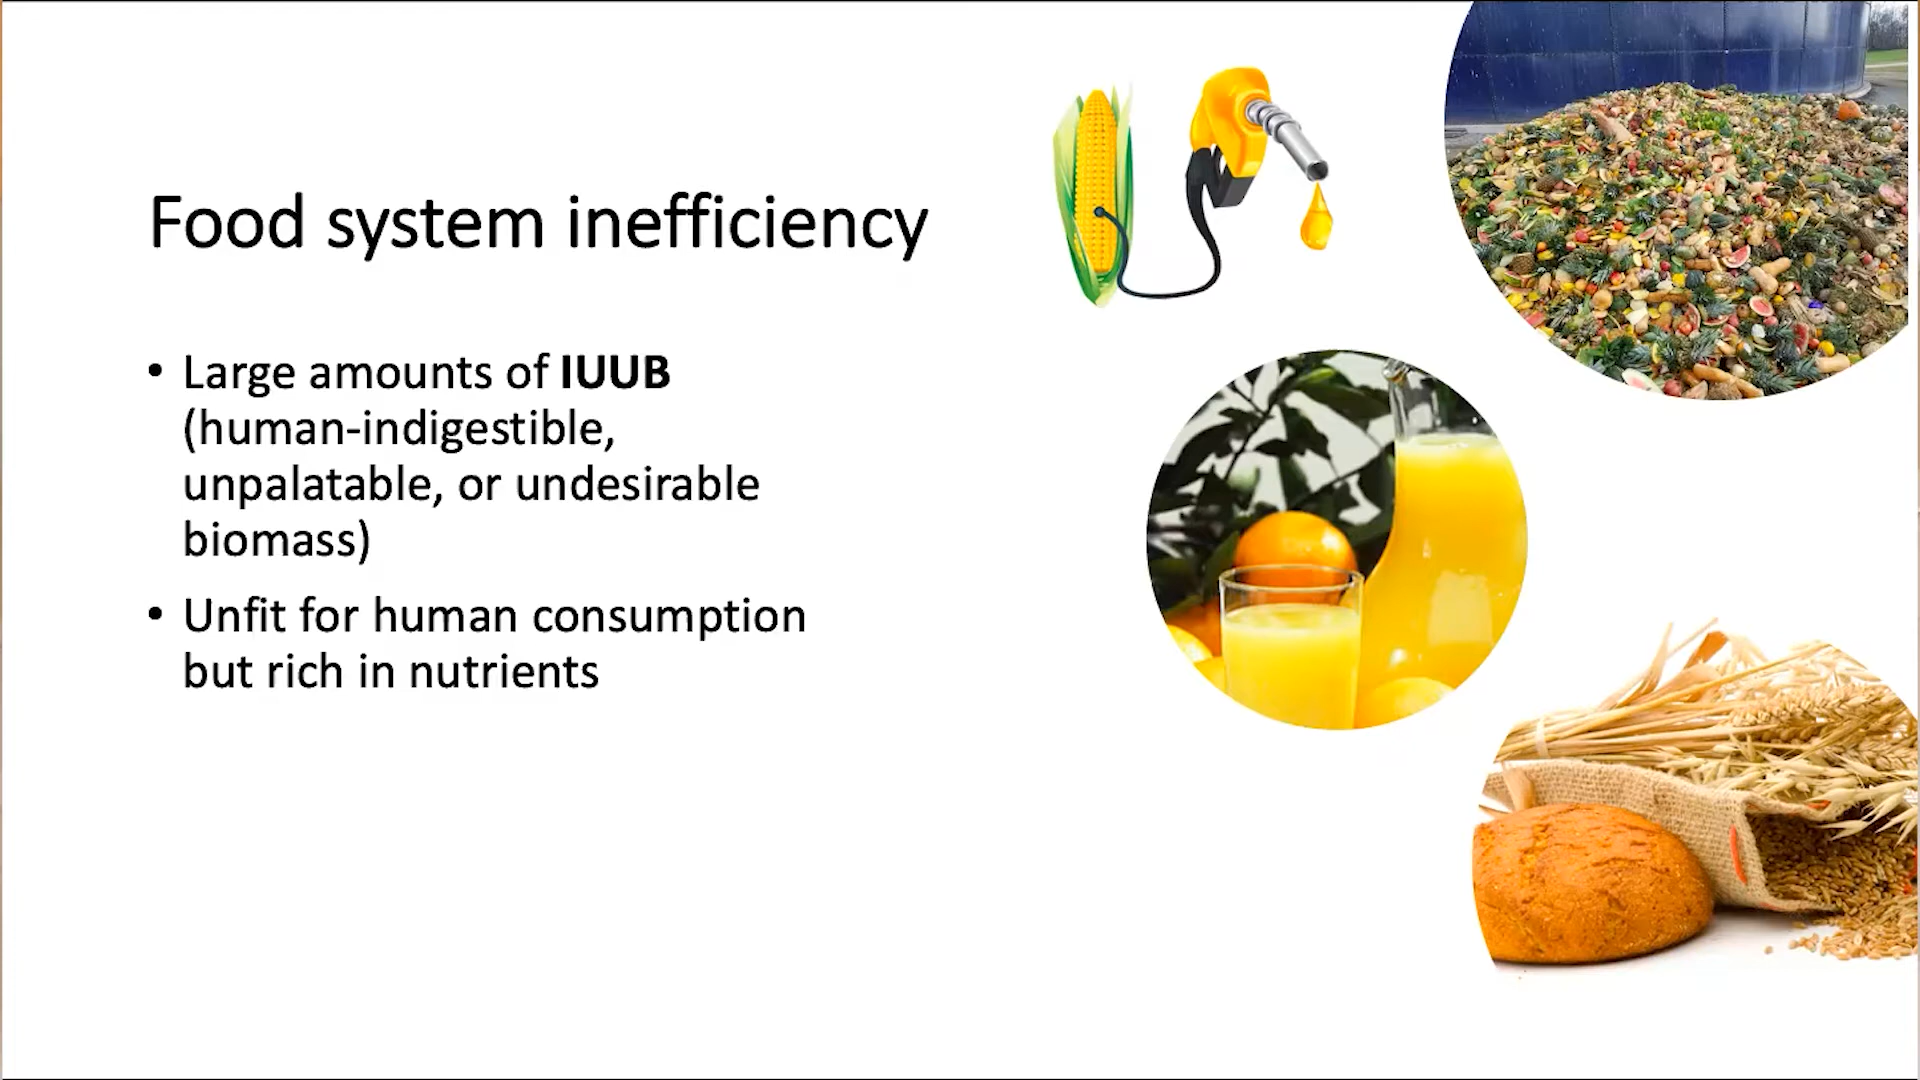 Food system inefficiency
• Large amounts of IUUB
(human-indigestible,
unpalatable, or undesirable
biomass)
• Unfit for human consumption
but rich in nutrients